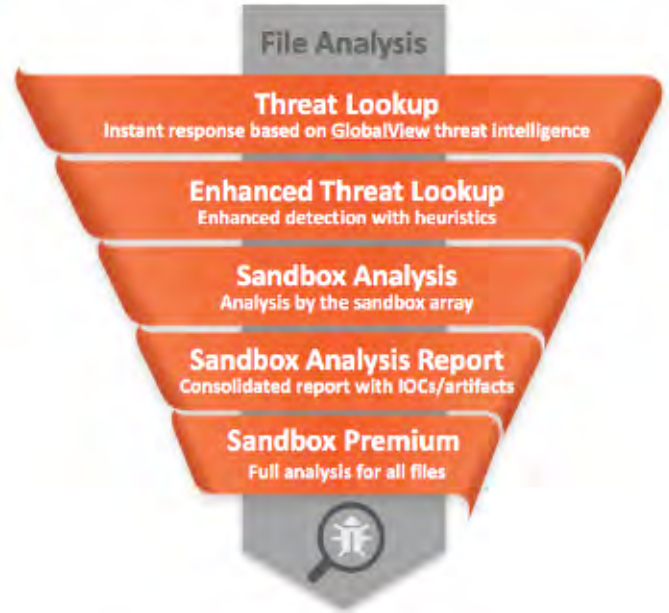 File Analysis
Threat Lookup
Instant response based on GlobalView threat intelligence
Enhanced Threat Lookup
Enhanced detection with heuristics
Sandbox Analysis
Analysis by the sandbox array
Sandbox Analysis Report
Consolidated report with IOCs/artifacts
Sandbox Premium
Full analysis for all files